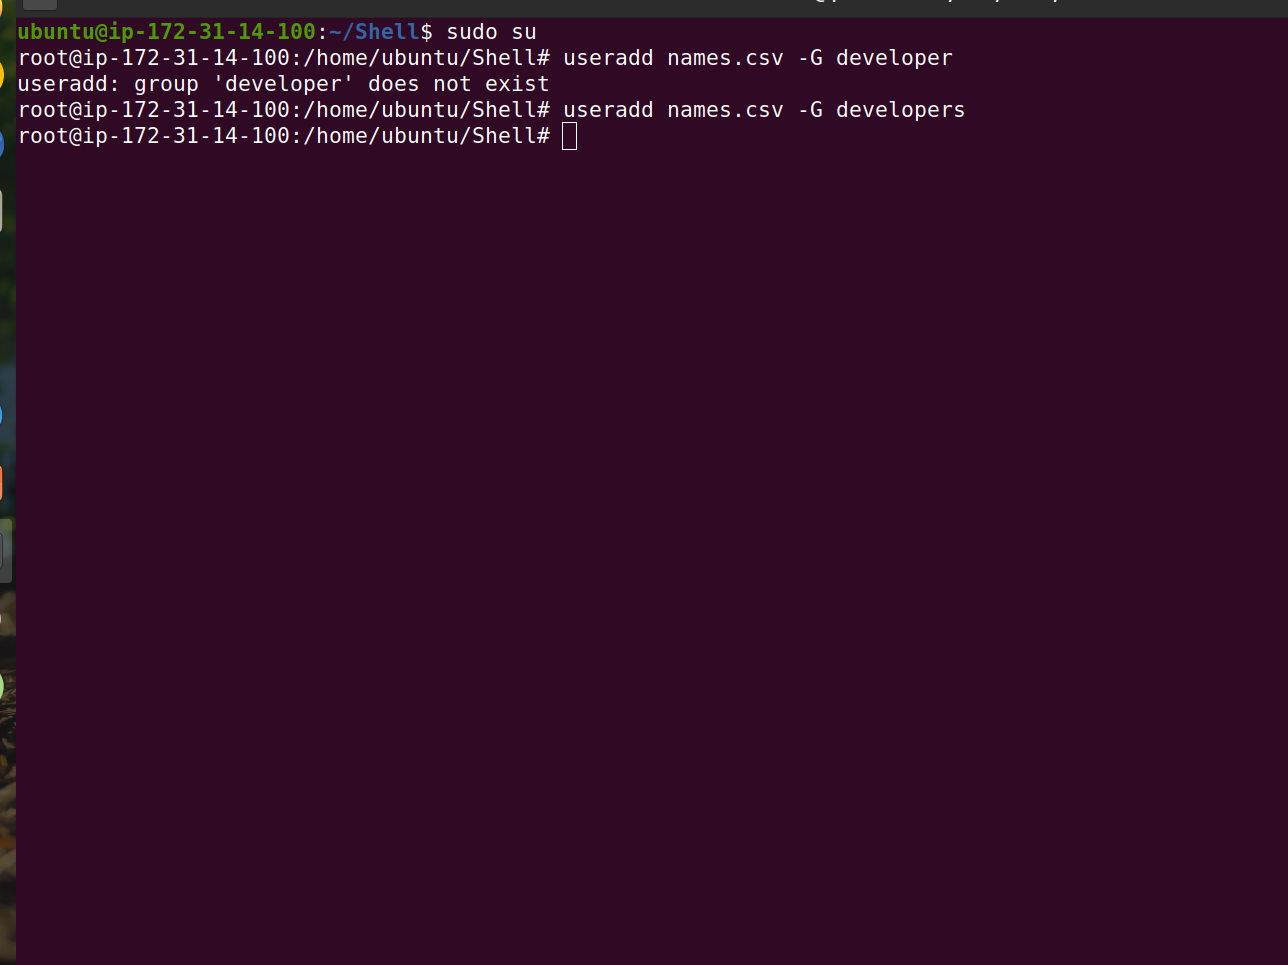 ubuntu@ip-172-31-14-100:~/Shell$ sudo su
root@ip-172-31-14-100:/home/ubuntu/Shell# useradd names.csv -G developer
useradd: group 'developer' does not exist
root@ip-172-31-14-100:/home/ubuntu/Shell# useradd names.csv -G developers
root@ip-172-31-14-100:/home/ubuntu/Shell#